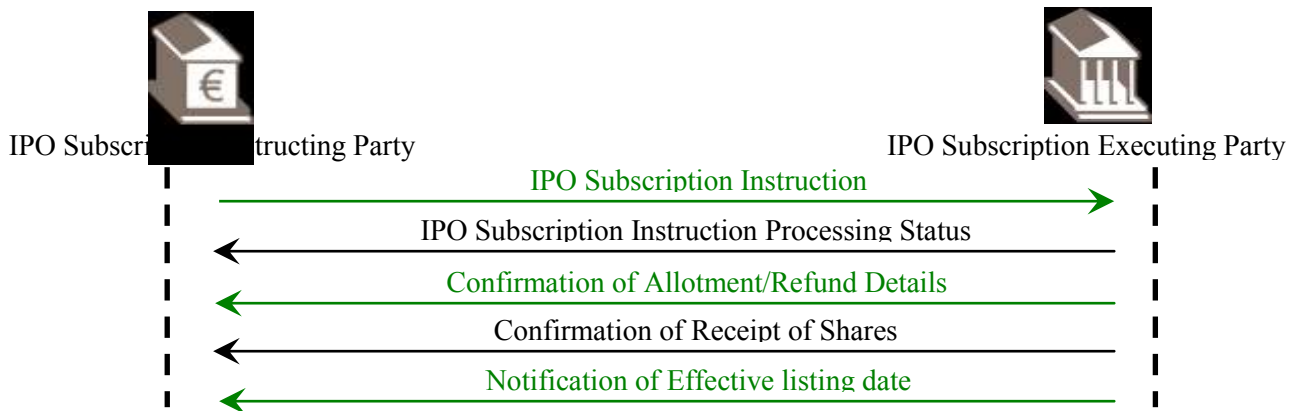 €
IPO Subscri tructing Party
IPO Subscription Executing Party
IPO Subscription Instruction
IPO Subscription Instruction Processing Status
Confirmation of Allotment/Refund Details
Confirmation of Receipt of Shares
Notification of Effective listing date